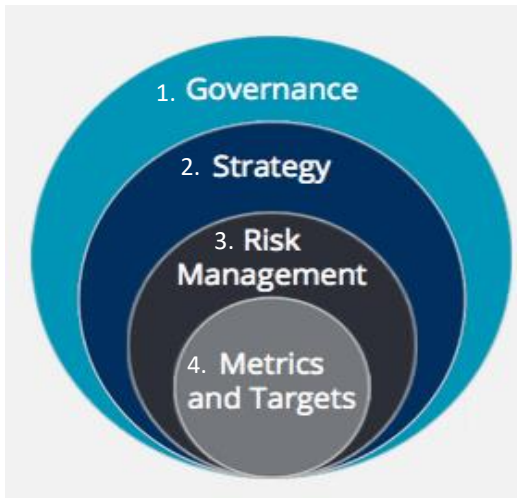 1. Governance
2. Strategy
3. Risk
Management
4. Metrics
and Targets